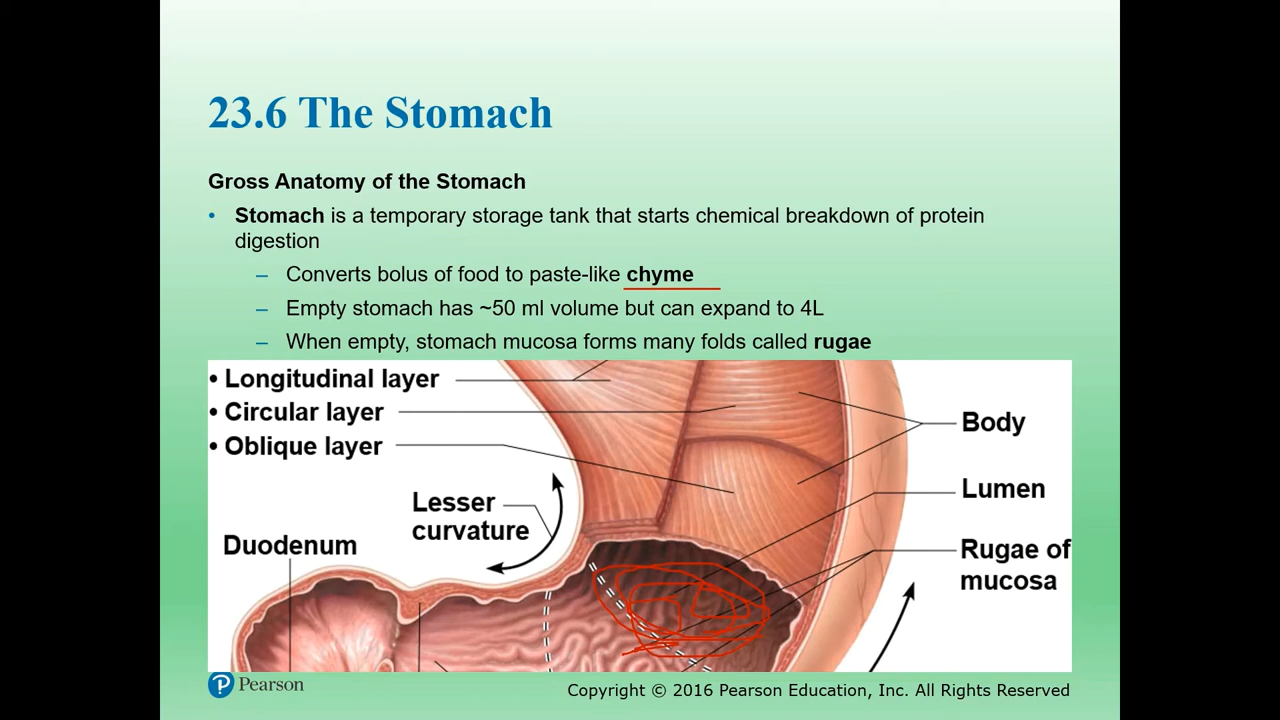 23.6 The Stomach
Gross Anatomy of the Stomach
• Stomach is a temporary storage tank that starts chemical breakdown of protein
digestion
– Converts bolus of food to paste-like chyme
– Empty stomach has ~50 ml volume but can expand to 4L
– When empty, stomach mucosa forms many folds called rugae
• Longitudinal layer
• Circular layer
• Oblique layer
Body
Lumen
Lesser
curvature
Duodenum
Rugae of
mucosa
Pearson
Copyright © 2016 Pearson Education, Inc. All Rights Reserved